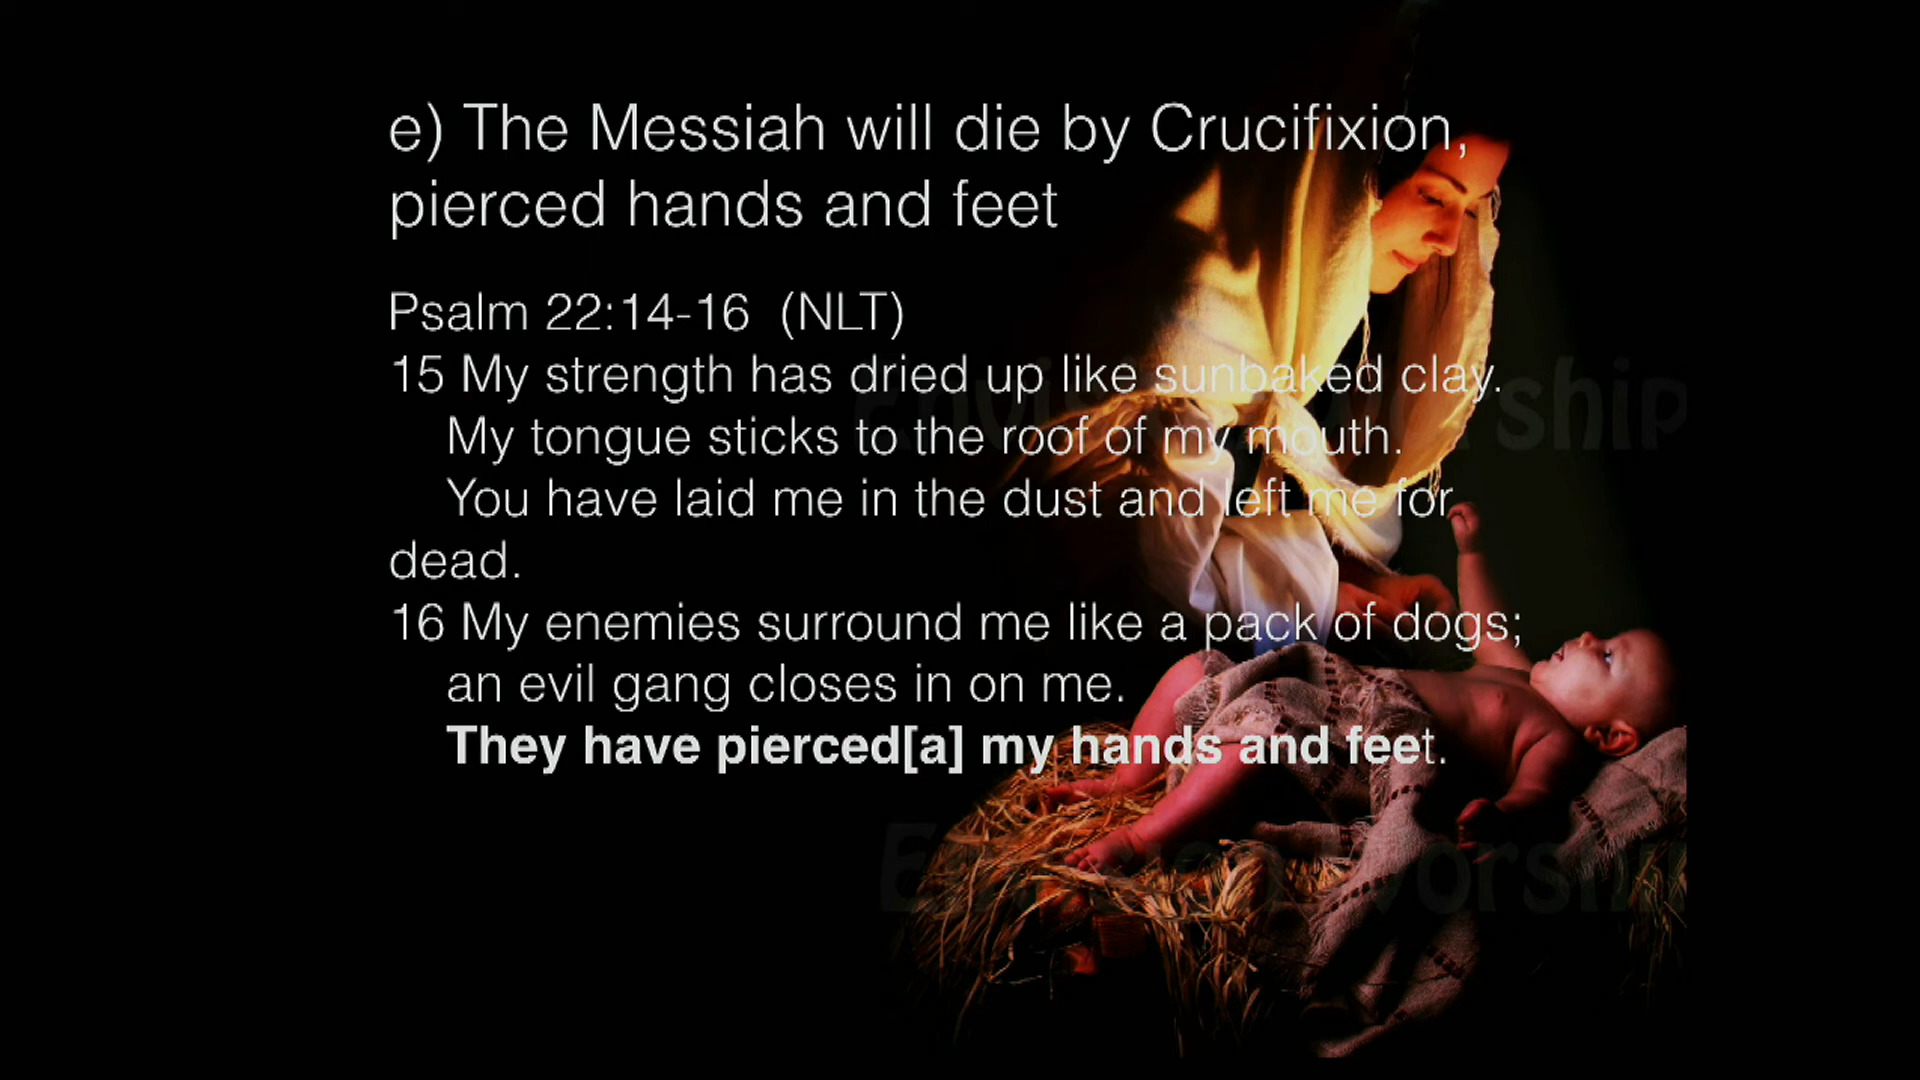 e) The Messiah will die by Crucifixion,
pierced hands and feet
Psalm 22:14-16 (NLT)
15 My strength has dried up like sunbaked clay.
My tongue sticks to the roof of my mouth.
You have laid me in the dust and left me for
dead.
16 My enemies surround me like a pack of dogs;
an evil gang closes in on me.
They have pierced[a] my hands and feet.